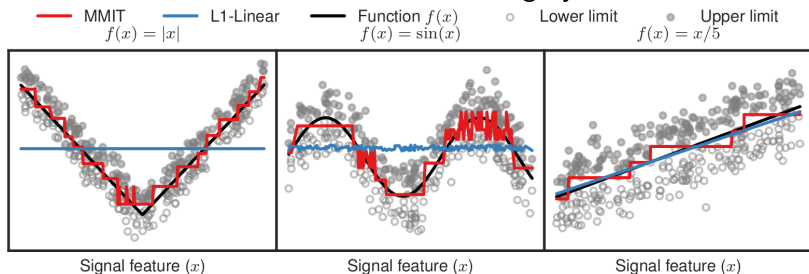 MMIT L1-Linear Function f(x) Lower limit Upper limit
f(x) = |x| f(x) = sin(x) f(x) = x/5
Signal feature (x) Signal feature (x) Signal feature (x)